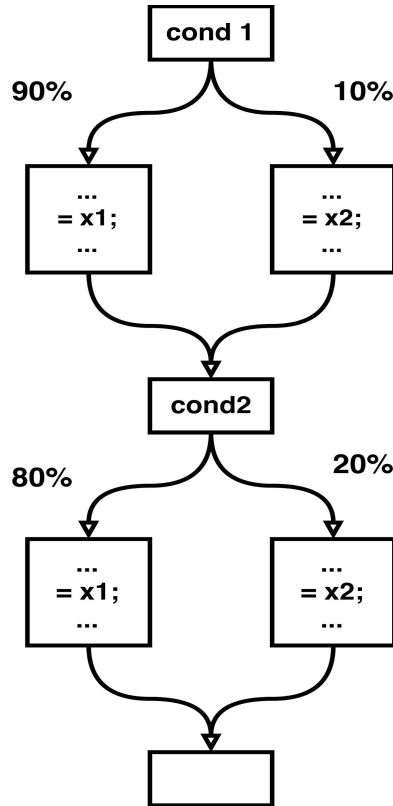 cond 1
90%
10%
...
= x1;
...
...
= x2;
...
cond2
80%
20%
...
= x1;
...
...
= x2;
...